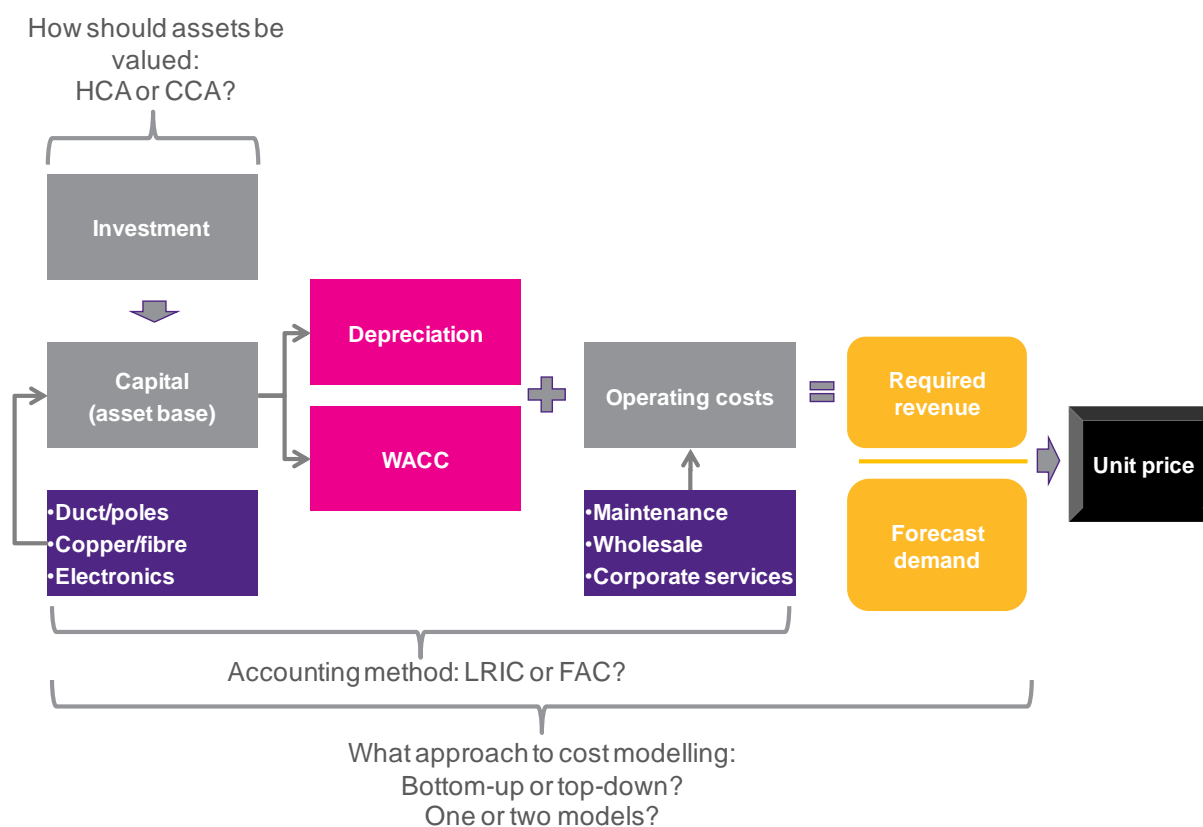 How should assets be
valued:
HCA or CCA?
Investment
Capital
(asset base)
Depreciation
WACC
Operating costs
Required
revenue
Forecast
demand
Unit price
•Duct/poles
•Copper/fibre
•Electronics
•Maintenance
•Wholesale
•Corporate services
Accounting method: LRIC or FAC?
What approach to cost modelling:
Bottom-up or top-down?
One or two models?